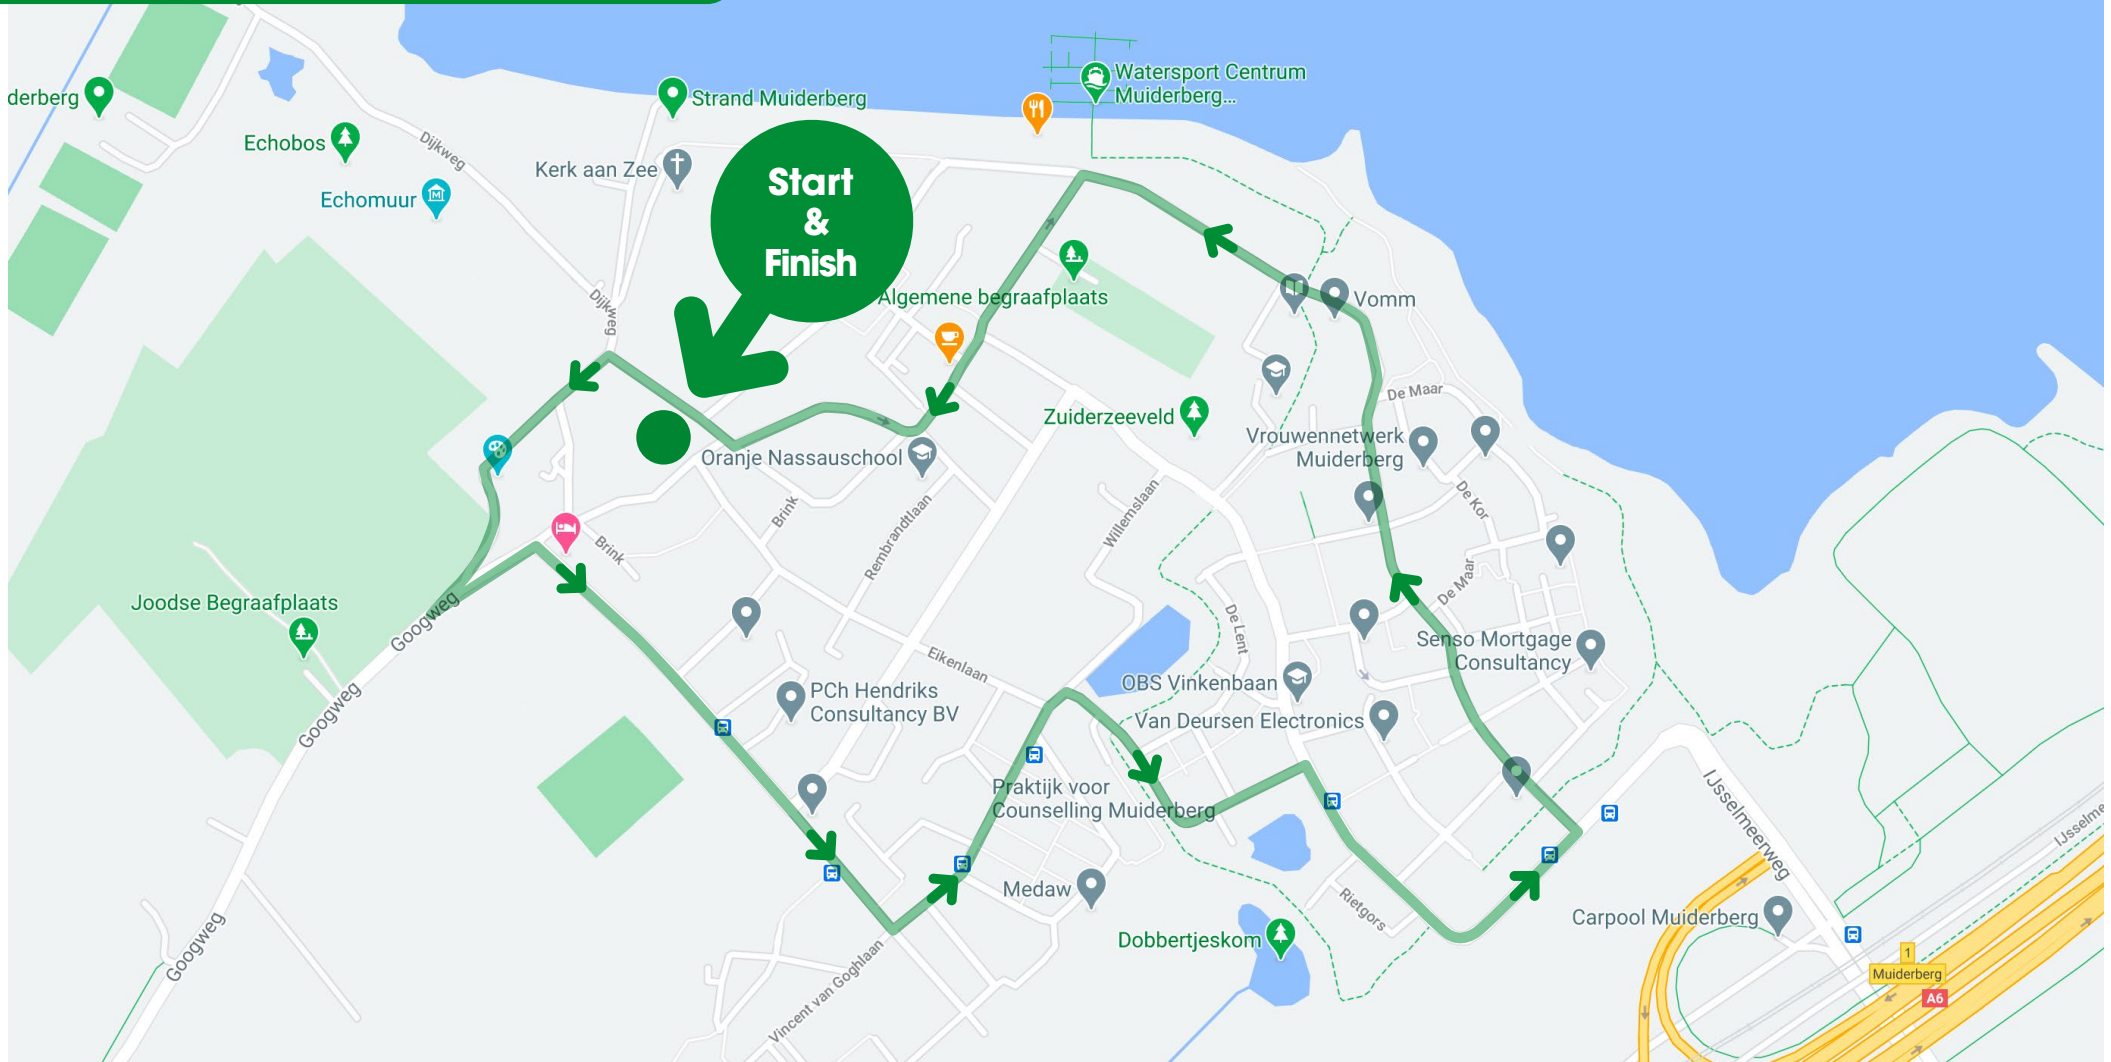 Watersport Centrum
Muiderberg...
derberg
Strand Muiderberg
Echobos
Dijkweg
Kerk aan Zee
Start
&
Finish
Echomuur
Algemene begraafplaats
Dijkweg
Vomm
De Maar
Zuiderzeeveld
Vrouwennetwerk
Muiderberg
Oranje Nassauschool
Brink
Rembrandtlaan
Willemslaan
De Kor
Brink
Joodse Begraafplaats
Googweg
De Maar
De Lent
Senso Mortgage
Consultancy
Eikenlaan
OBS Vinkenbaan
PCh Hendriks
Consultancy BV
Googweg
Van Deursen Electronics
Praktijk voor
Counselling Muiderberg
IJsselmeerweg
IJsselme
Medaw
Rietgors
Carpool Muiderberg
Dobbertjeskom
Googweg
Vincent van Goghlaan
1
Muiderberg
A6